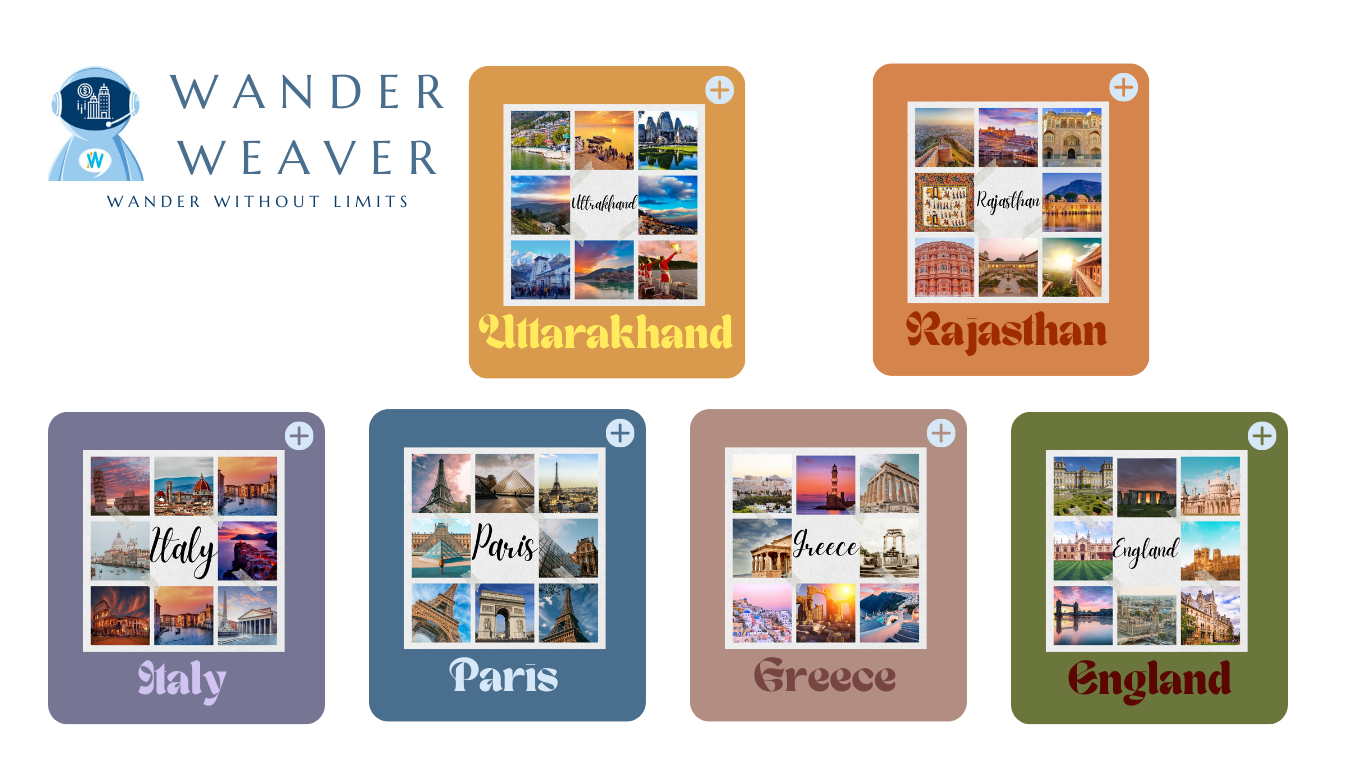 WANDER
WEAVER
WANDER WITHOUT LIMITS
W
Uttrakhand
Uttarakhand
Rajasthan
Rajasthan
Italy
Italy
Paris
Paris
Greece
Greece
England
England